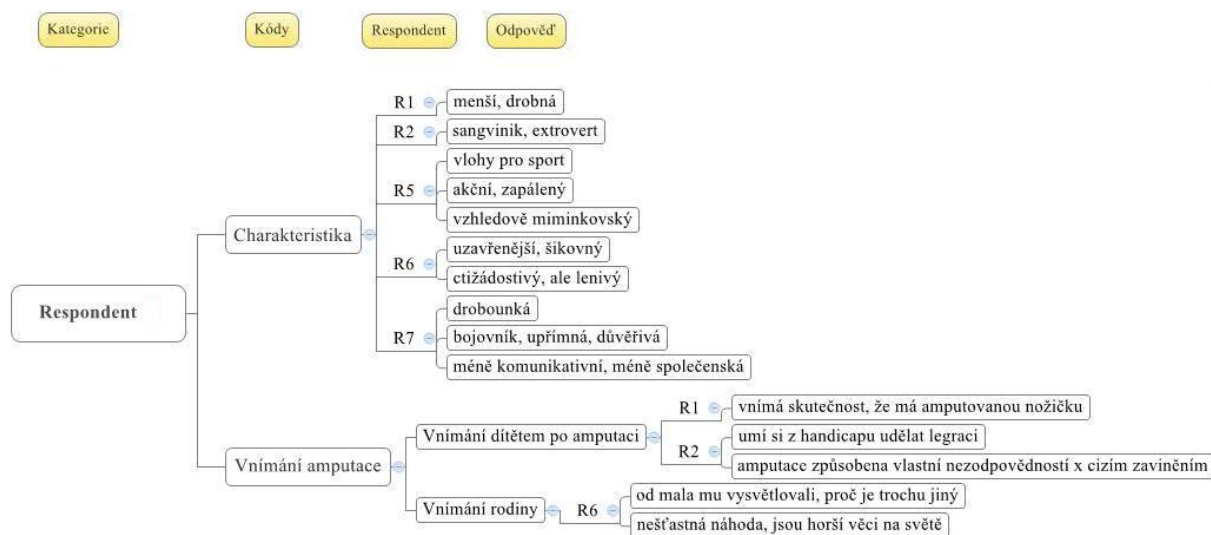 Kategorie
Kódy
Respondent
Odpověď
Respondent
Charakteristika
R1
menší, drobná
R2
sangvinik, extrovert
R5
vlohy pro sport
akční, zapálený
vzhledově miminkovský
R6
uzavřenější, šikovný
ctižádostivý, ale lenivý
R7
drobounká
bojovník, upřímná, důvěřivá
méně komunikativní, méně společenská
Vnímání amputace
Vnímání dítětem po amputaci
R1
vnímá skutečnost, že má amputovanou nožičku
R2
umí si z handicapu udělat legraci
amputace způsobena vlastní nezodpovědností x cizím zaviněním
Vnímání rodiny
R6
od mala mu vysvětlovali, proč je trochu jiný
nešťastná náhoda, jsou horší věci na světě